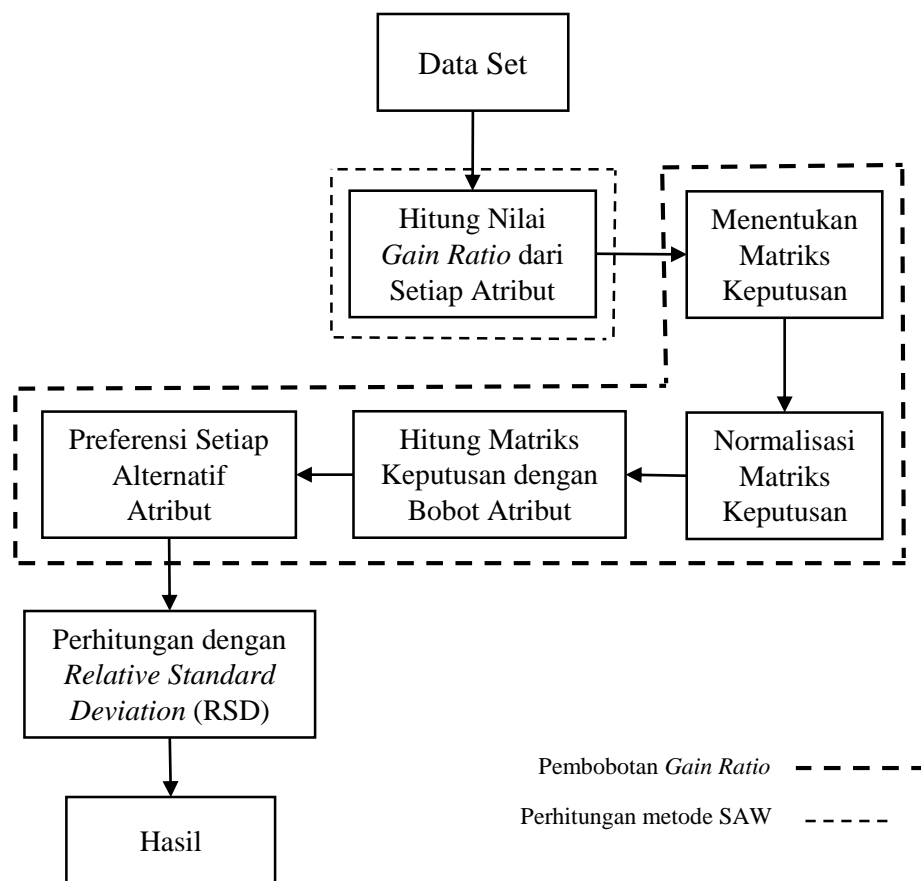 Data Set
Hitung Nilai
Gain Ratio dari
Setiap Atribut
Menentukan
Matriks
Keputusan
Normalisasi
Matriks
Keputusan
Hitung Matriks
Keputusan dengan
Bobot Atribut
Preferensi Setiap
Alternatif
Atribut
Perhitungan dengan
Relative Standard
Deviation (RSD)
Hasil
Pembobotan Gain Ratio
Perhitungan metode SAW